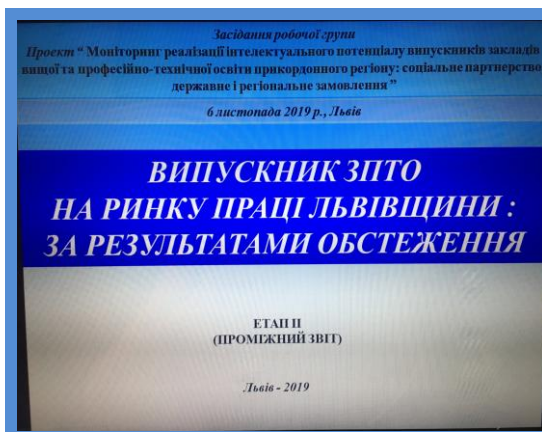 Засідання робочої групи
Проект “ Моніторинг реалізації інтелектуального потенціалу випускників закладів
вищої та професійно-технічної освіти прикордонного регіону: соціальне партнерство
державне і регіональне замовлення ”
6 листопада 2019 р., Львів
ВИПУСКНИК ЗПТО
НА РИНКУ ПРАЦІ ЛЬВІВЩИНИ :
ЗА РЕЗУЛЬТАТАМИ ОБСТЕЖЕННЯ
ЕТАП ІІ
(ПРОМІЖНИЙ ЗВІТ)
Львів - 2019